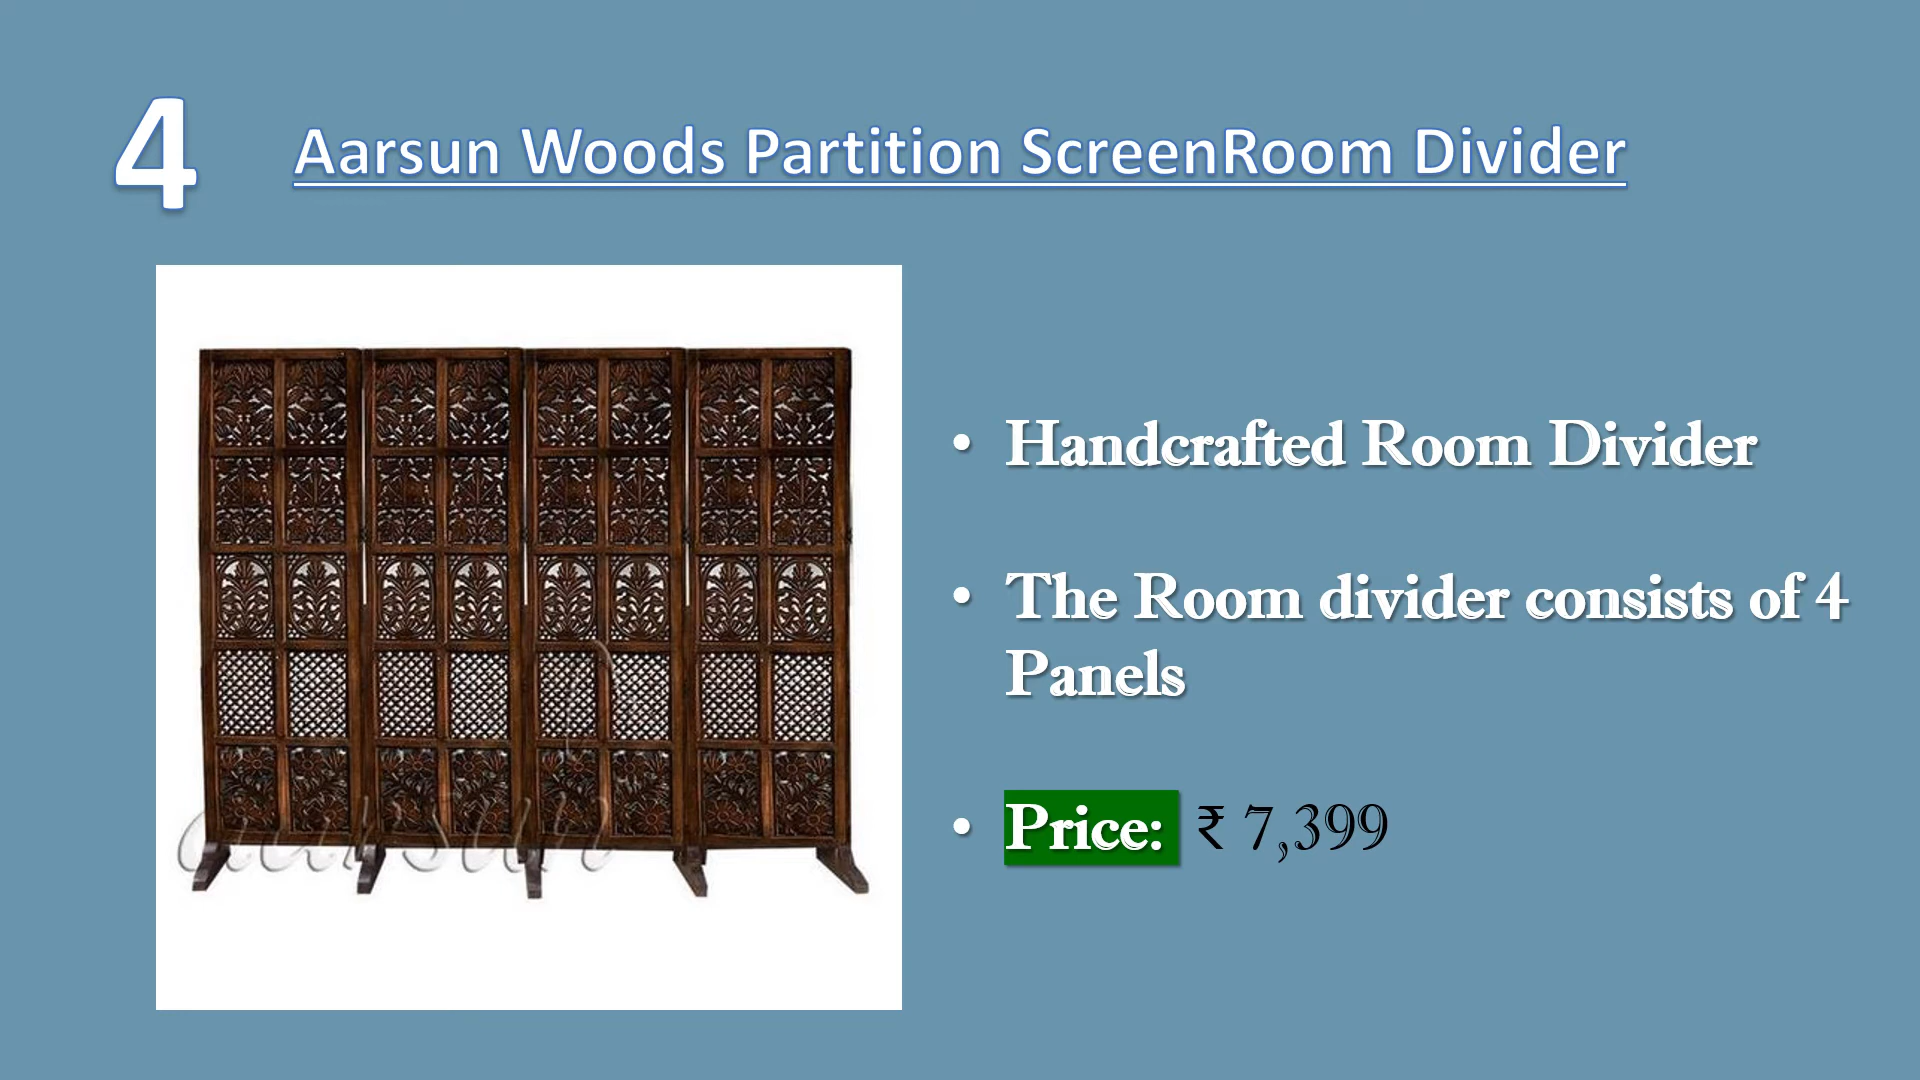 4
Aarsun Woods Partition ScreenRoom Divider
• Handcrafted Room Divider
• The Room divider consists of 4
Panels
• Price: ₹ 7,399
aarsun